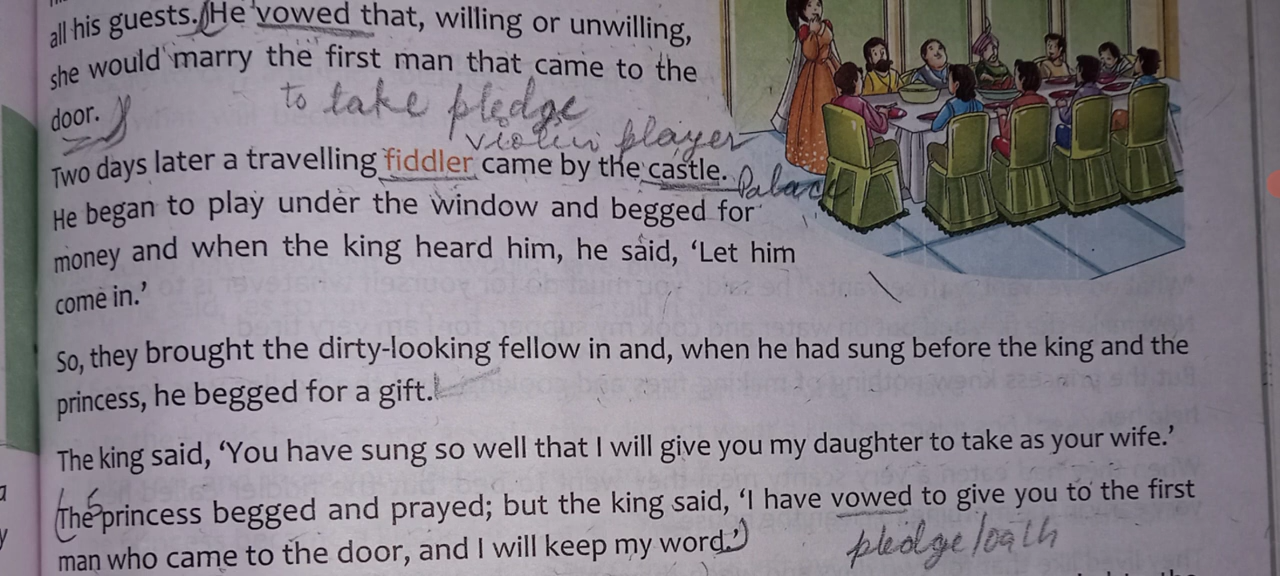 all his guests. He vowed that, willing or unwilling,
she would marry the first man that came to the
door.
to take pledge
violin player
Two days later a travelling fiddler came by the castle.
Palace
He began to play under the window and begged for
money and when the king heard him, he said, ‘Let him
come in.’
So, they brought the dirty-looking fellow in and, when he had sung before the king and the
princess, he begged for a gift.
The king said, ‘You have sung so well that I will give you my daughter to take as your wife.’
The princess begged and prayed; but the king said, ‘I have vowed to give you to the first
man who came to the door, and I will keep my word.’
pledge/oath